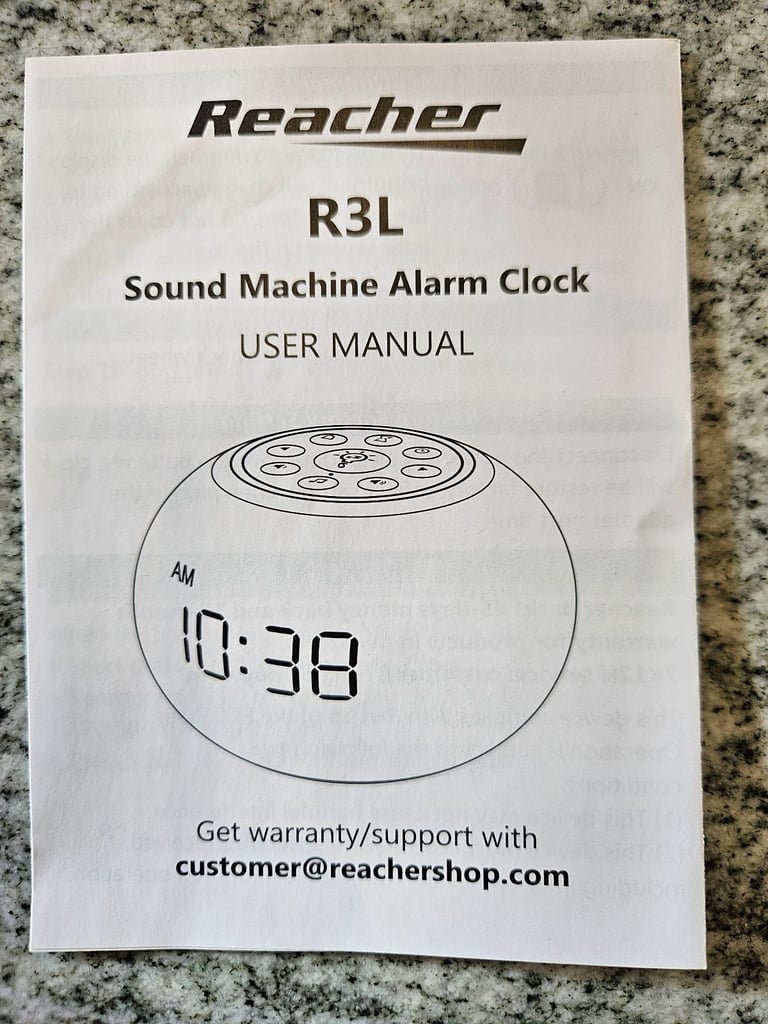 Reacher
R3L
Sound Machine Alarm Clock
USER MANUAL
AM
10:38
Get warranty/support with
customer@reachershop.com